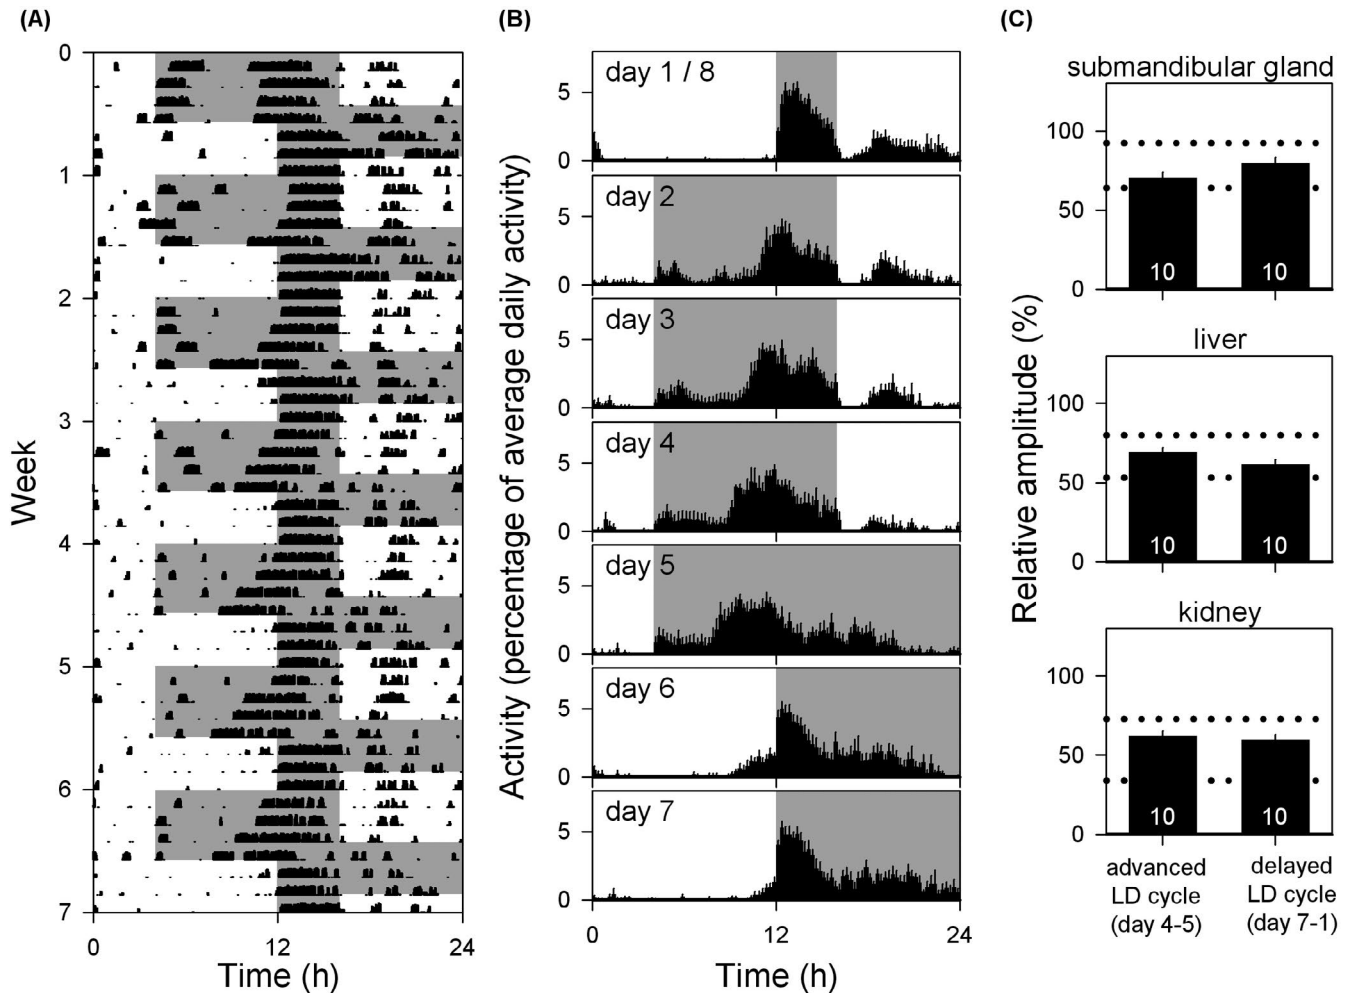 (A)
Week
0
1
2
3
4
5
6
7
0
12
24
Time (h)
(B)
Activity (percentage of average daily activity)
day 1 / 8
5
0
day 2
5
0
day 3
5
0
day 4
5
0
day 5
5
0
day 6
5
0
day 7
5
0
0
12
24
Time (h)
(C)
Relative amplitude (%)
submandibular gland
100
50
0
10
10
liver
100
50
0
10
10
kidney
100
50
0
10
10
advanced
LD cycle
(day 4-5)
delayed
LD cycle
(day 7-1)